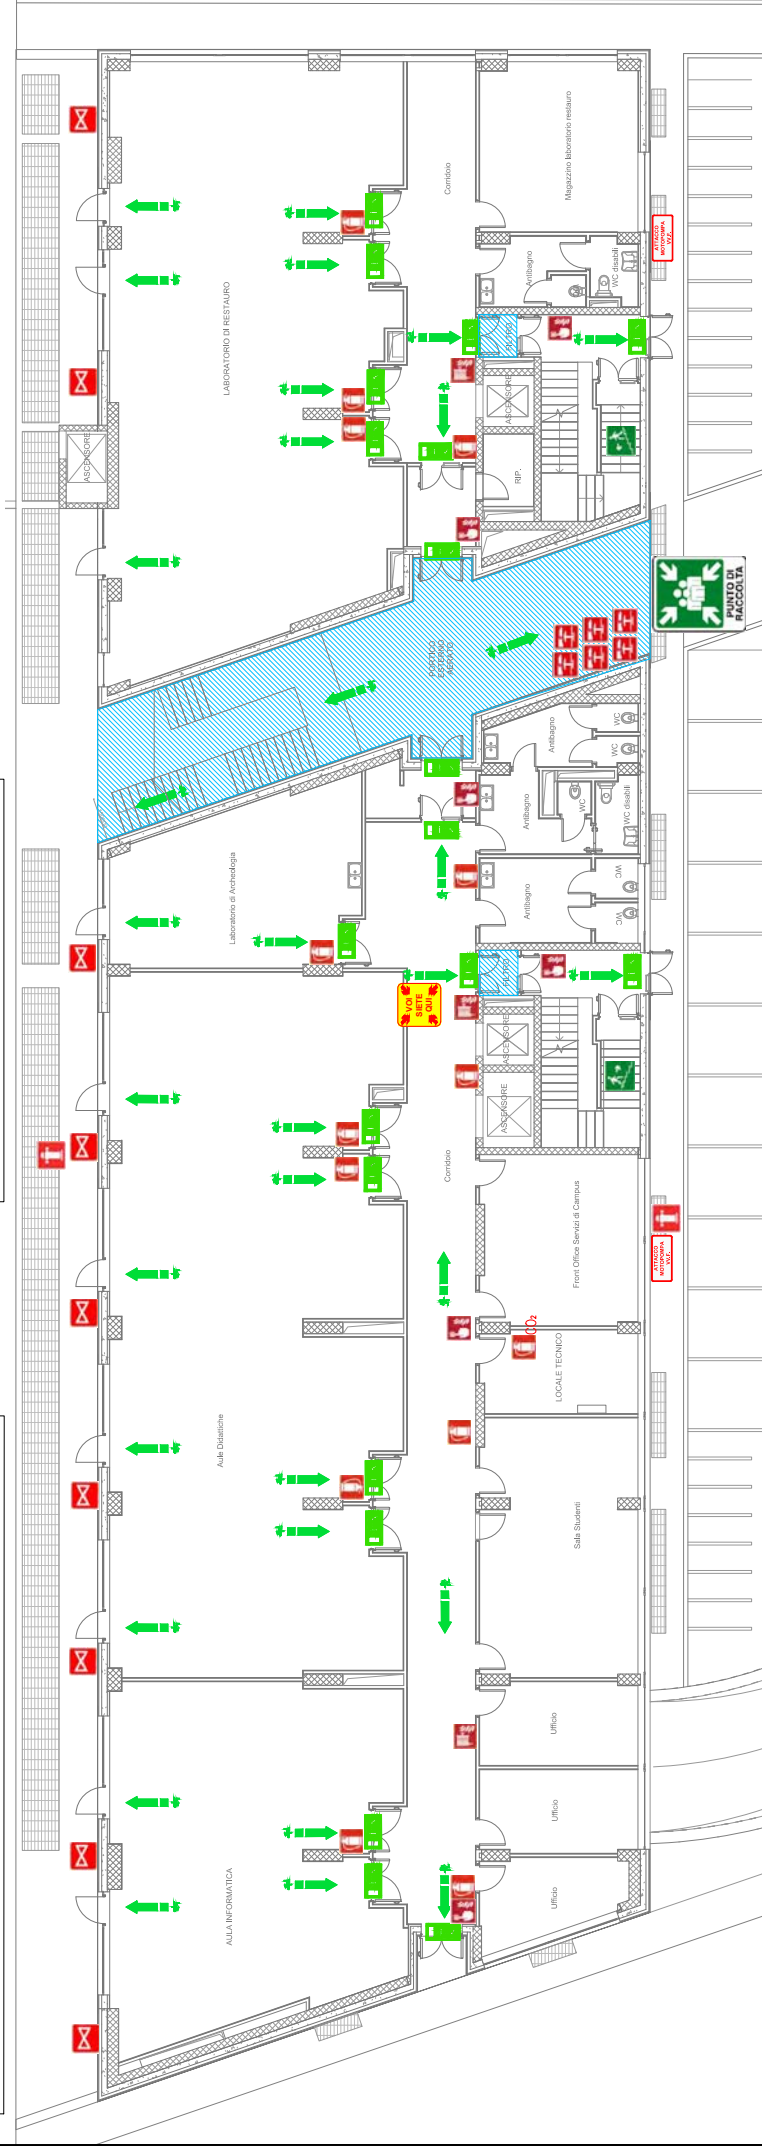 Corridoio
Magazzino laboratorio restauro
ATTACCO
MOTOPOMPA
VV.F.
Antibagno
WC disabili
LABORATORIO DI RESTAURO
FILTRO
ASCENSORE
ASCENSORE
RIP.
PORTICO
ESTERNO
AERATO
PUNTO DI
RACCOLTA
Antibagno
WC
WC
Antibagno
WC
WC disabili
Laboratorio di Archeologia
Antibagno
WC
WC
FILTRO
VOI
SIETE
QUI
ASCENSORE
ASCENSORE
Corridoio
Front Office Servizi di Campus
ATTACCO
MOTOPOMPA
VV.F.
CO2
LOCALE TECNICO
Aule Didattiche
Sala Studenti
Ufficio
Ufficio
Ufficio
AULA INFORMATICA